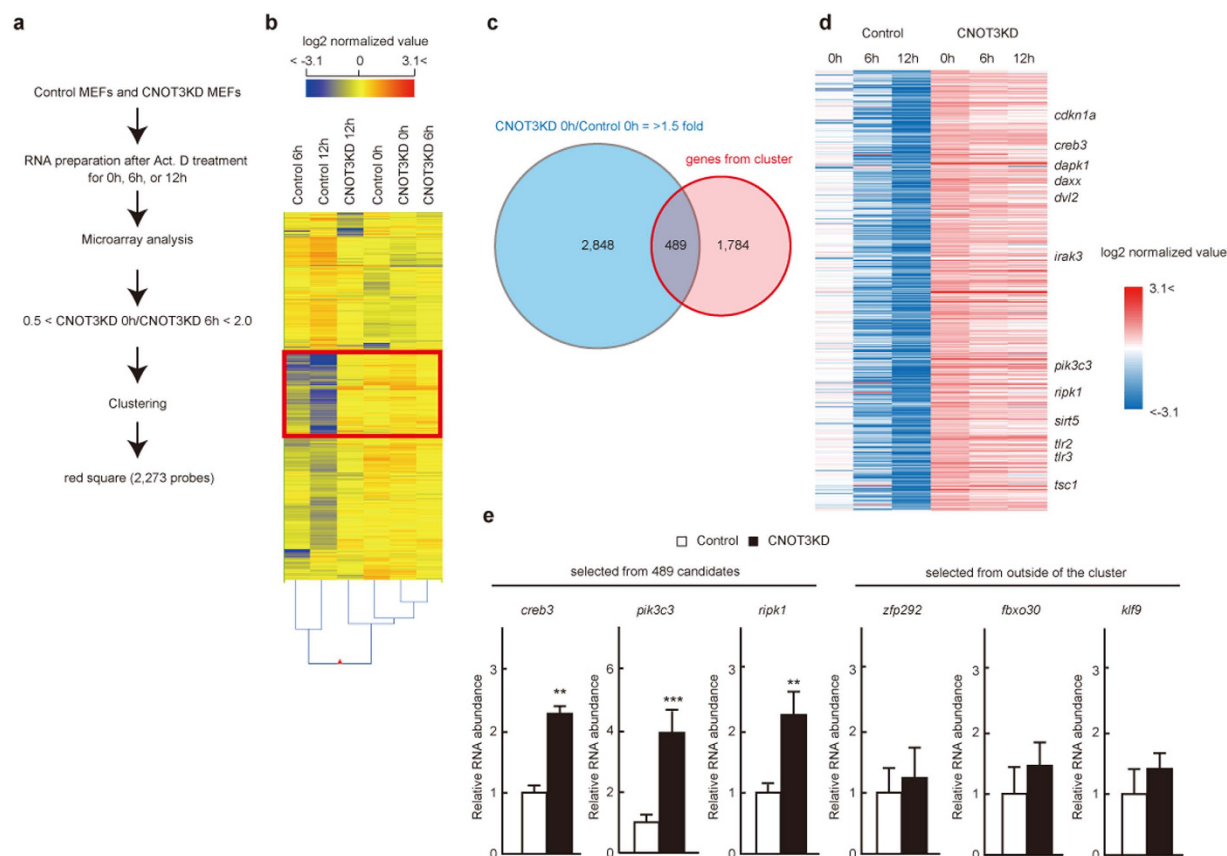 a
Control MEFs and CNOT3KD MEFs
RNA preparation after Act. D treatment
for 0h, 6h, or 12h
Microarray analysis
0.5 < CNOT3KD 0h/CNOT3KD 6h < 2.0
Clustering
red square (2,273 probes)
b
log2 normalized value
< -3.1 0 3.1<
Control 6h
Control 12h
CNOT3KD 12h
Control 0h
CNOT3KD 0h
CNOT3KD 6h
c
CNOT3KD 0h/Control 0h = >1.5 fold
genes from cluster
2,848 489 1,784
d
Control CNOT3KD
0h 6h 12h 0h 6h 12h
cdkn1a
creb3
dapk1
daxx
dvl2
irak3
pik3c3
ripk1
sirt5
tlr2
tlr3
tsc1
log2 normalized value
3.1<
<-3.1
e
Control CNOT3KD
selected from 489 candidates
selected from outside of the cluster
creb3
Relative RNA abundance
3
2
1
0
**
pik3c3
Relative RNA abundance
6
4
2
0
***
ripk1
Relative RNA abundance
3
2
1
0
**
zfp292
Relative RNA abundance
3
2
1
0
fbxo30
Relative RNA abundance
3
2
1
0
klf9
Relative RNA abundance
3
2
1
0